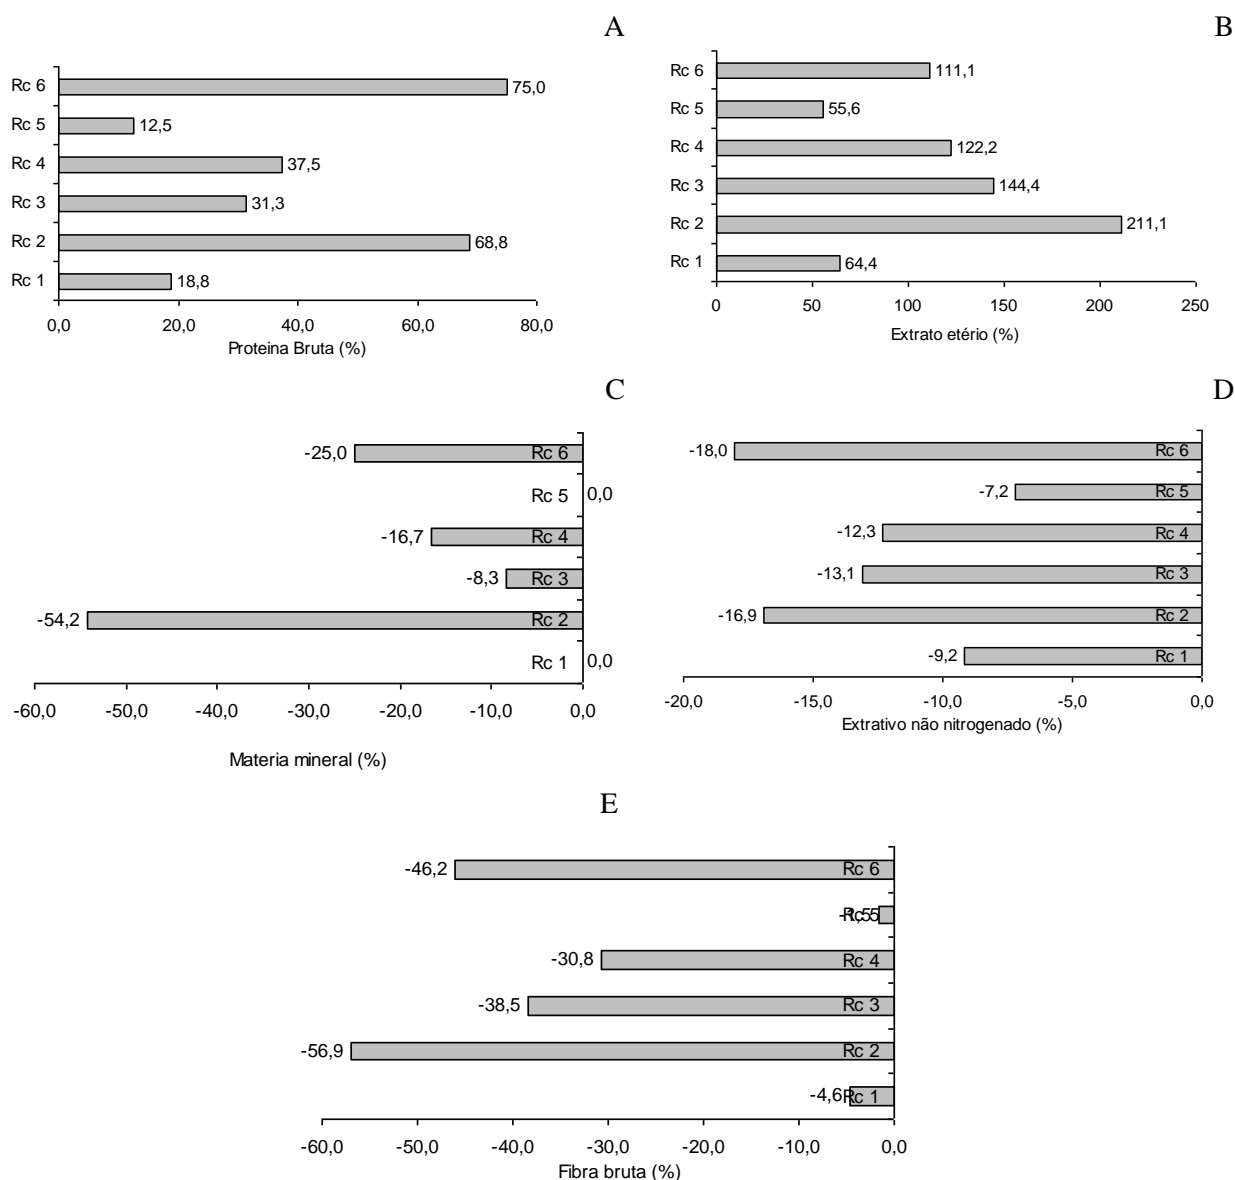 A
Rc 6 75,0
Rc 5 12,5
Rc 4 37,5
Rc 3 31,3
Rc 2 68,8
Rc 1 18,8
0,0 20,0 40,0 60,0 80,0
Proteina Bruta (%)
B
Rc 6 111,1
Rc 5 55,6
Rc 4 122,2
Rc 3 144,4
Rc 2 211,1
Rc 1 64,4
0 50 100 150 200 250
Extrato etério (%)
C
-25,0 Rc 6
Rc 5 0,0
-16,7 Rc 4
-8,3 Rc 3
-54,2 Rc 2
Rc 1 0,0
-60,0 -50,0 -40,0 -30,0 -20,0 -10,0 0,0
Materia mineral (%)
D
-18,0 Rc 6
-7,2 Rc 5
-12,3 Rc 4
-13,1 Rc 3
-16,9 Rc 2
-9,2 Rc 1
-20,0 -15,0 -10,0 -5,0 0,0
Extrativo não nitrogenado (%)
E
-46,2 Rc 6
-1,5 Rc 5
-30,8 Rc 4
-38,5 Rc 3
-56,9 Rc 2
-4,6 Rc 1
-60,0 -50,0 -40,0 -30,0 -20,0 -10,0 0,0
Fibra bruta (%)